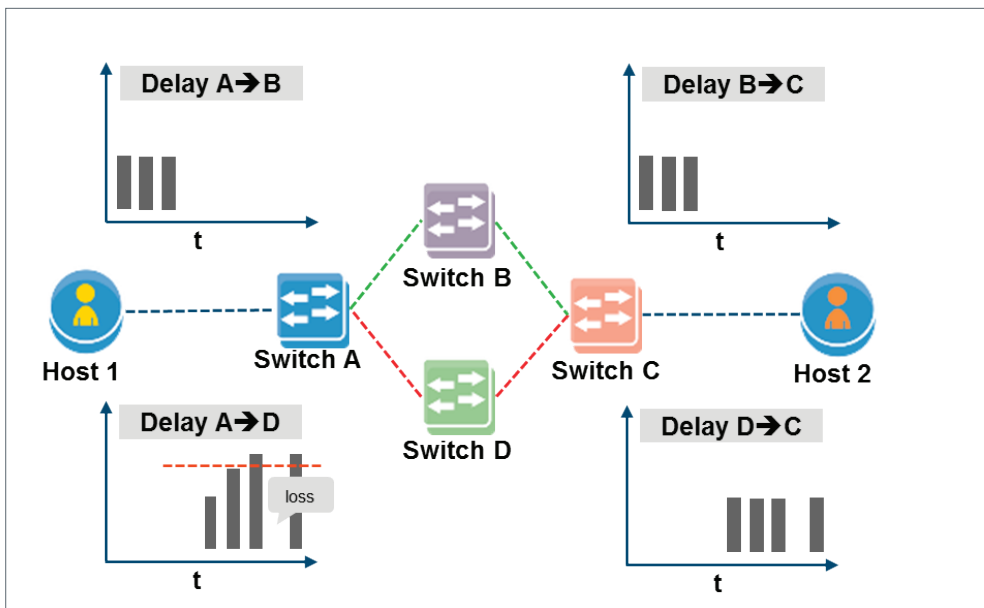 Delay A➔B
t
Delay B➔C
t
Switch B
Host 1
Switch A
Switch C
Host 2
Switch D
Delay A➔D
loss
t
Delay D➔C
t